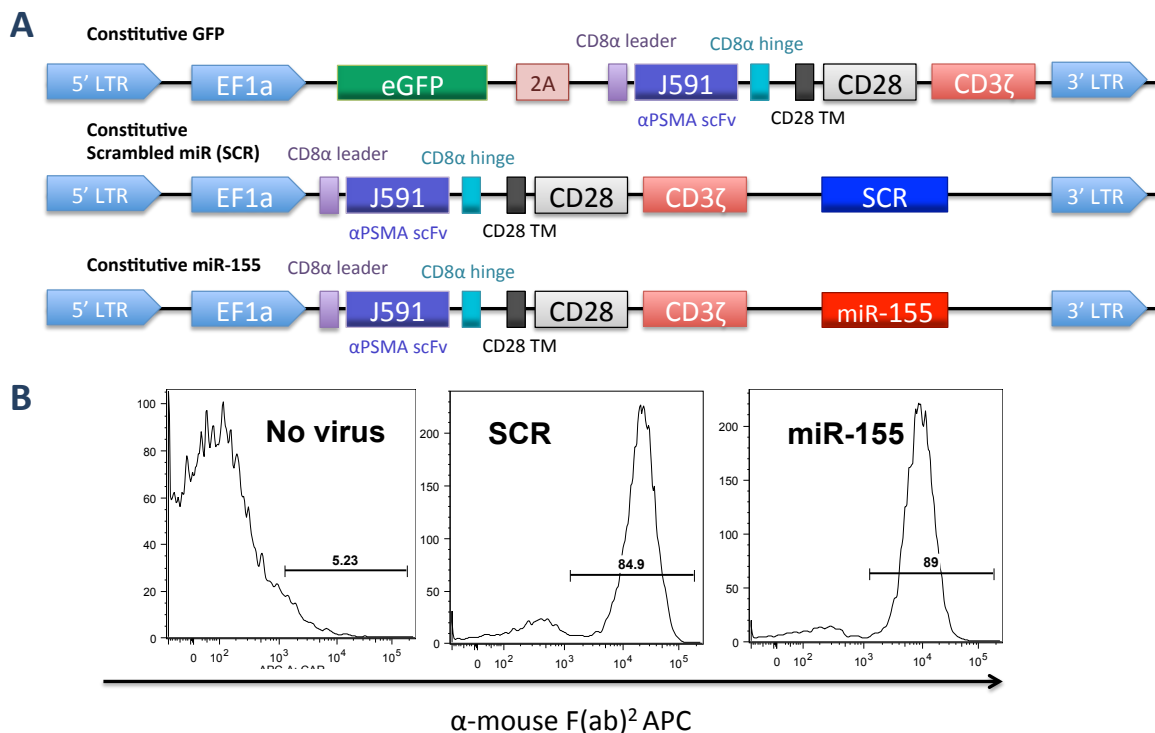 A
Constitutive GFP
CD8α leader
CD8α hinge
5' LTR
EF1a
eGFP
2A
J591
CD28
CD3ζ
3' LTR
αPSMA scFv
CD28 TM
Constitutive
Scrambled miR (SCR)
CD8α leader
CD8α hinge
5' LTR
EF1a
J591
CD28
CD3ζ
SCR
3' LTR
αPSMA scFv
CD28 TM
Constitutive miR-155
CD8α leader
CD8α hinge
5' LTR
EF1a
J591
CD28
CD3ζ
miR-155
3' LTR
αPSMA scFv
CD28 TM
B
No virus
100
80
60
40
20
0
5.23
0 10² 10³ 10⁴ 10⁵
SCR
200
150
100
50
0
84.9
0 10² 10³ 10⁴ 10⁵
miR-155
200
150
100
50
0
89
0 10² 10³ 10⁴ 10⁵
α-mouse F(ab)² APC